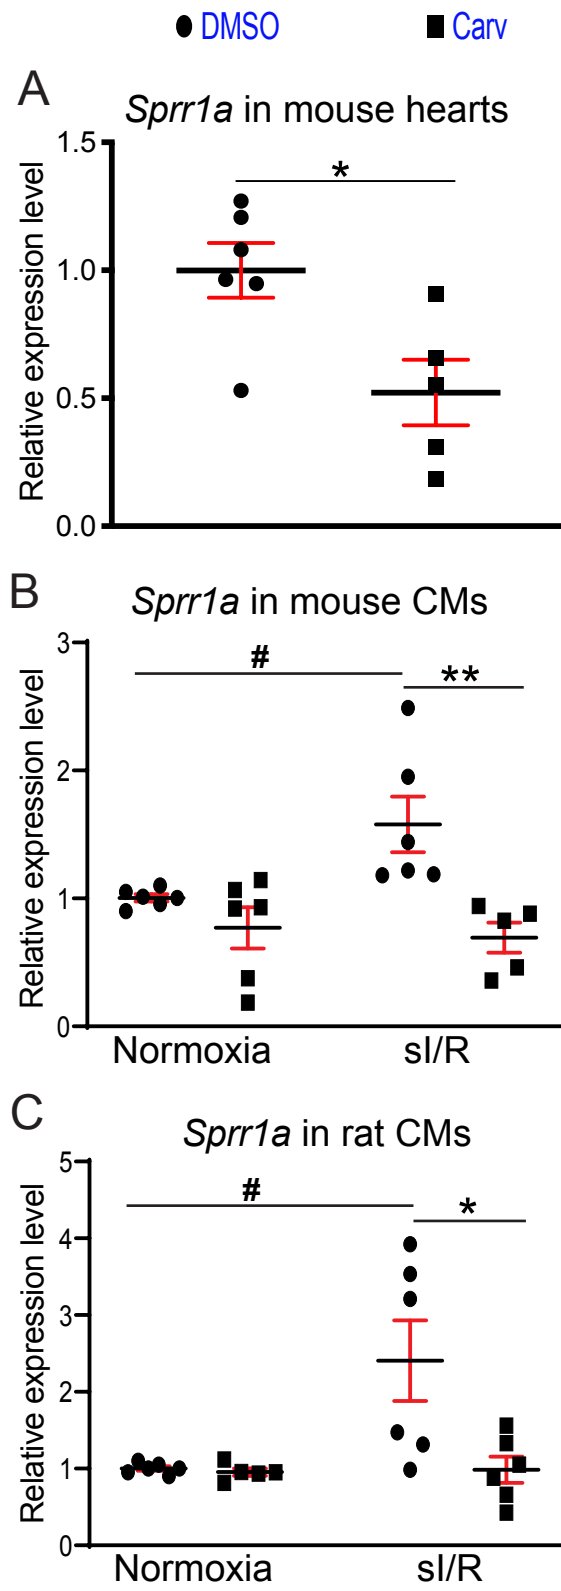 DMSO Carv
A
Sprr1a in mouse hearts
Relative expression level
1.5
1.0
0.5
0.0
*
B
Sprr1a in mouse CMs
Relative expression level
3
2
1
0
#
**
Normoxia sI/R
C
Sprr1a in rat CMs
Relative expression level
5
4
3
2
1
0
#
*
Normoxia sI/R